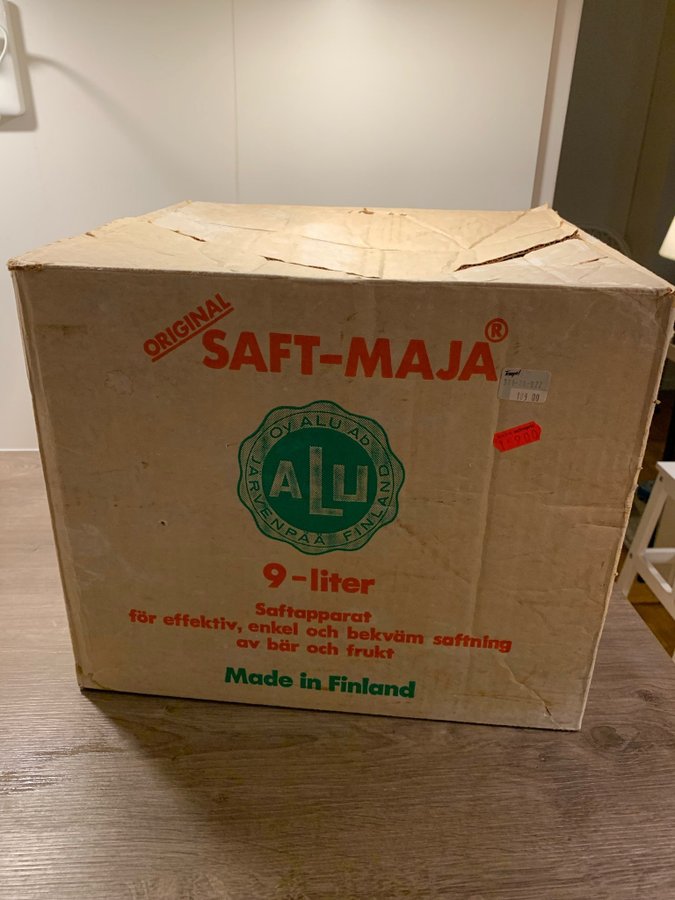 ORIGINAL
SAFT-MAJA®
Tempo!
OY ALU Ab
ALU
JÄRVENPÄÄ FINLAND
9-liter
Saftapparat
för effektiv, enkel och bekväm saftning
av bär och frukt
Made in Finland